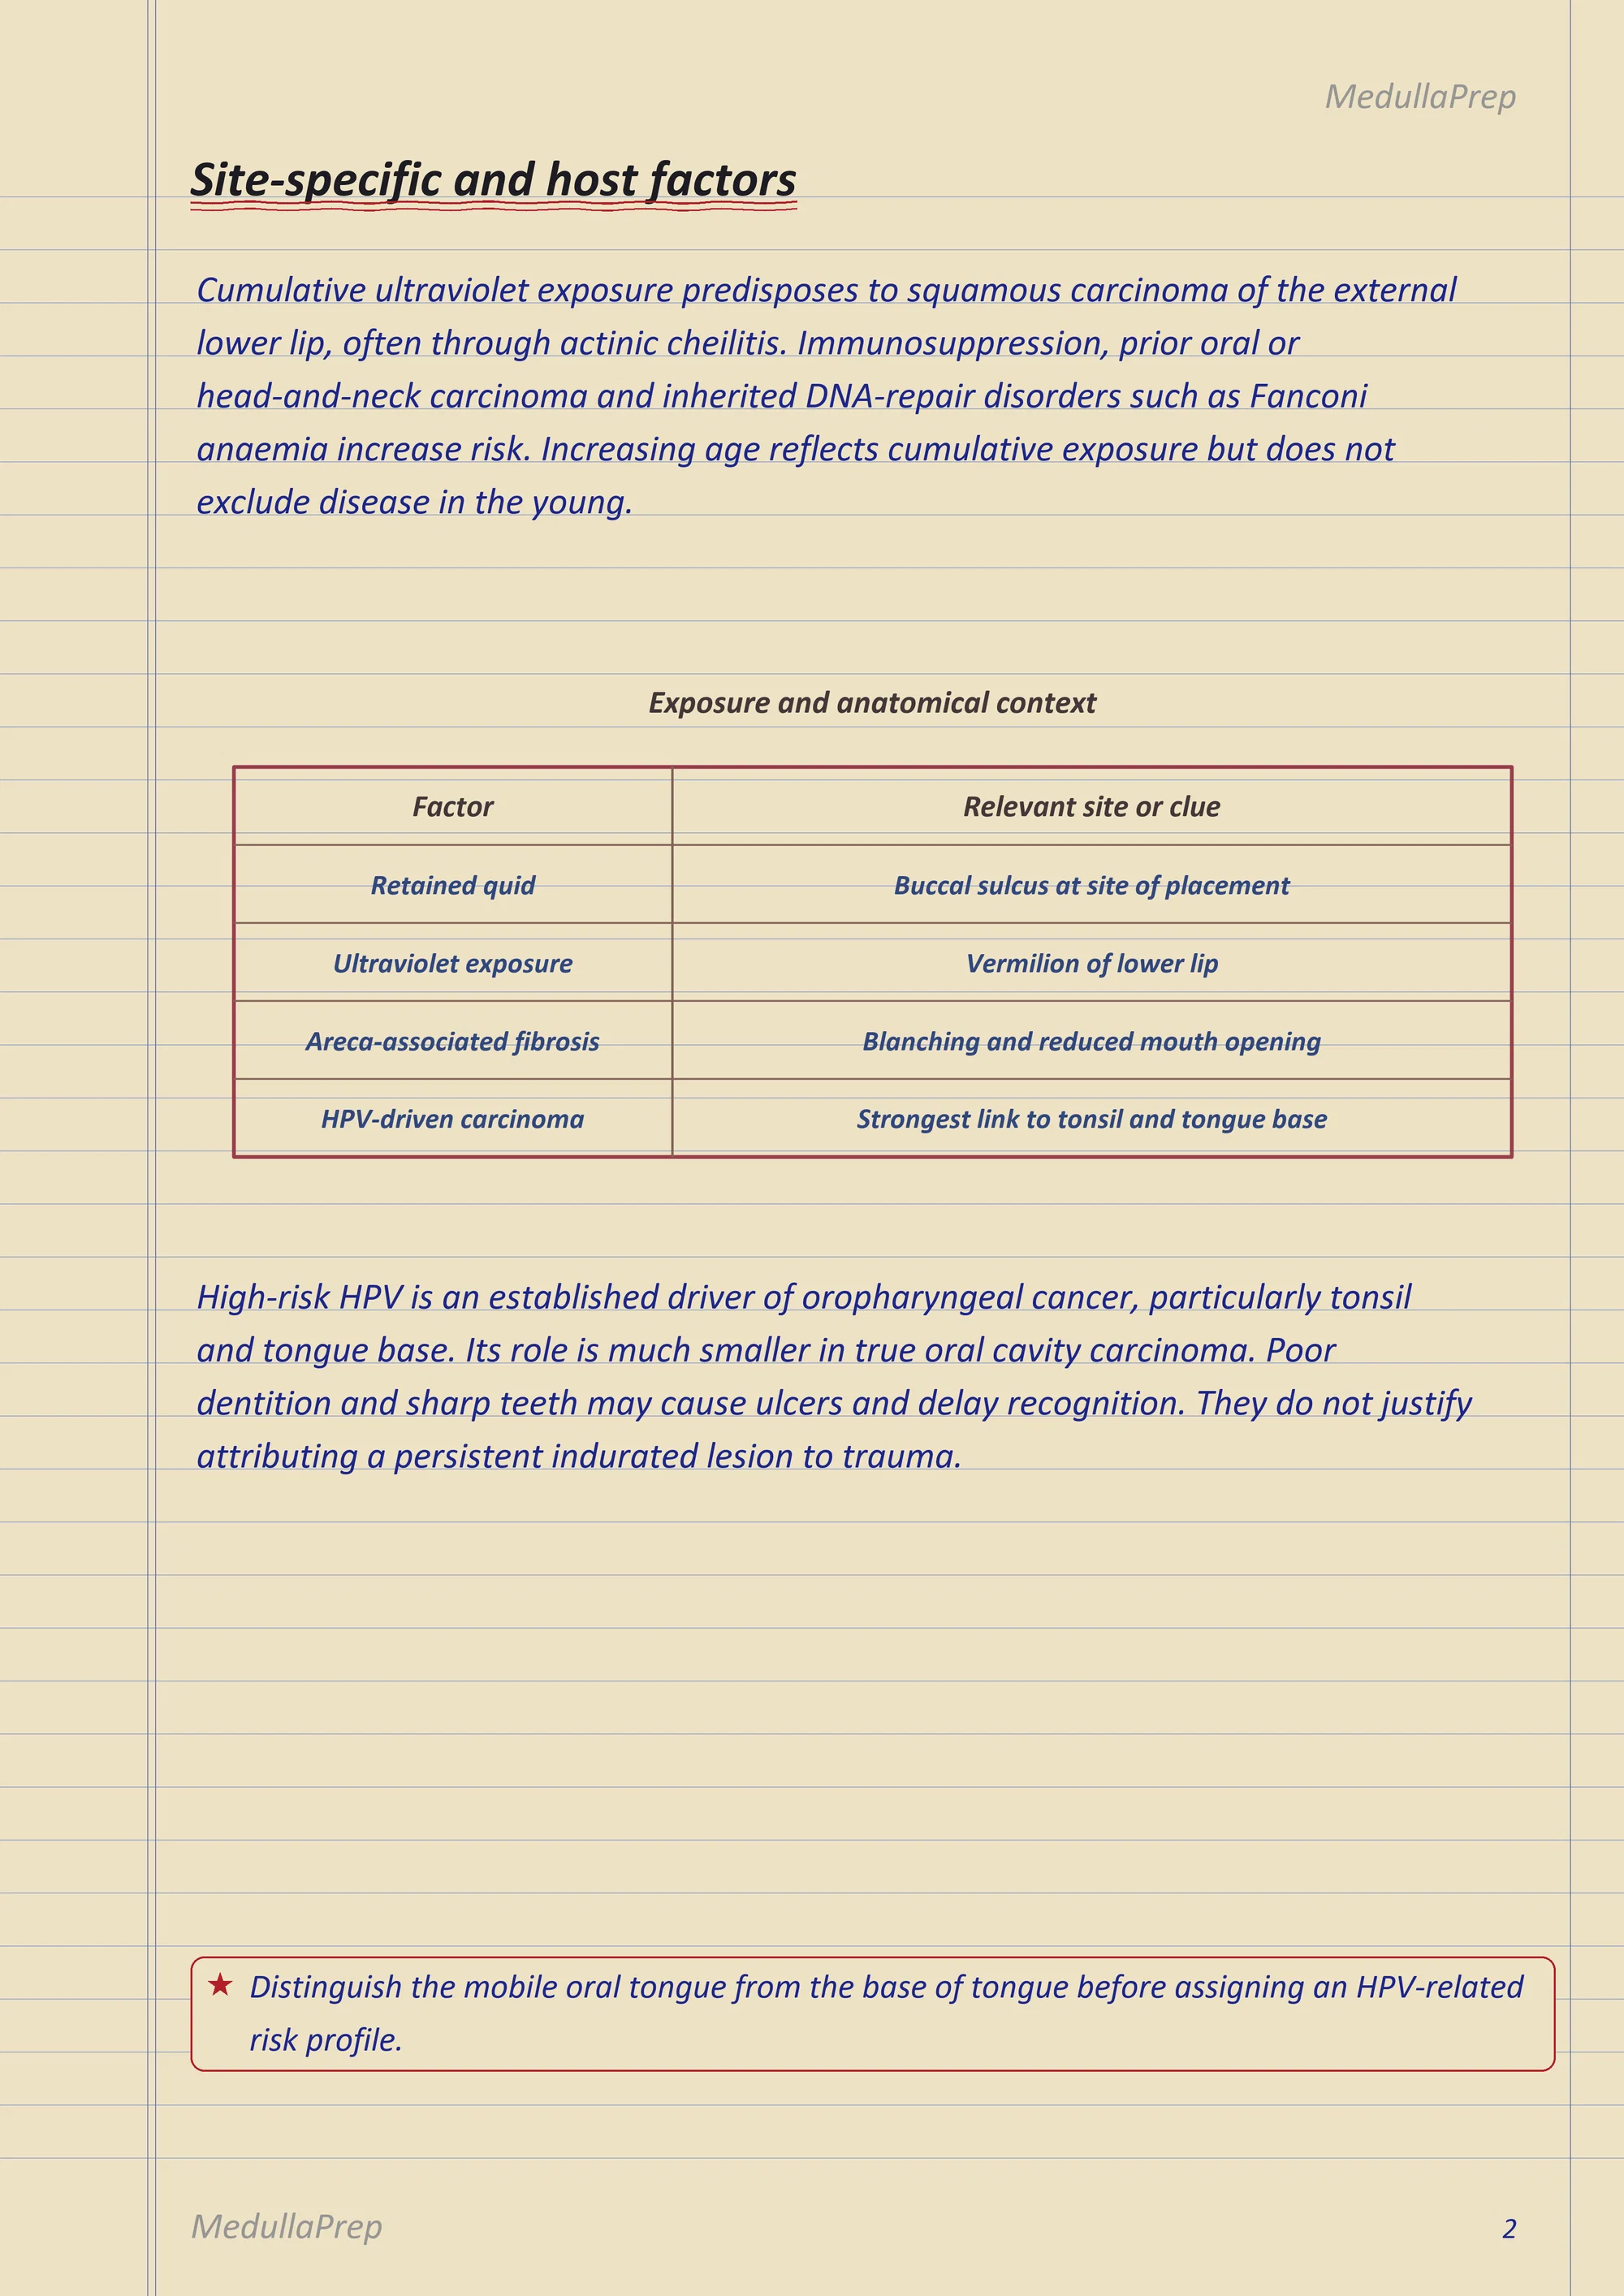 MedullaPrep
Site-specific and host factors
Cumulative ultraviolet exposure predisposes to squamous carcinoma of the external
lower lip, often through actinic cheilitis. Immunosuppression, prior oral or
head-and-neck carcinoma and inherited DNA-repair disorders such as Fanconi
anaemia increase risk. Increasing age reflects cumulative exposure but does not
exclude disease in the young.
Exposure and anatomical context
Factor Relevant site or clue
Retained quid Buccal sulcus at site of placement
Ultraviolet exposure Vermilion of lower lip
Areca-associated fibrosis Blanching and reduced mouth opening
HPV-driven carcinoma Strongest link to tonsil and tongue base
High-risk HPV is an established driver of oropharyngeal cancer, particularly tonsil
and tongue base. Its role is much smaller in true oral cavity carcinoma. Poor
dentition and sharp teeth may cause ulcers and delay recognition. They do not justify
attributing a persistent indurated lesion to trauma.
★ Distinguish the mobile oral tongue from the base of tongue before assigning an HPV-related
risk profile.
MedullaPrep 2